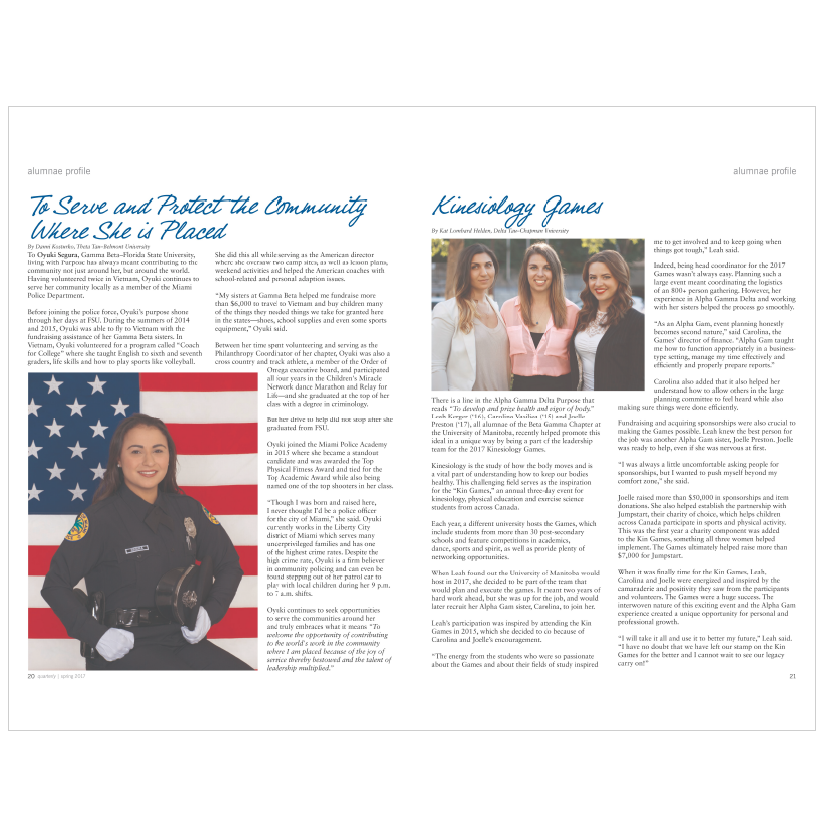 alumnae profile
To Serve and Protect the Community
Where She is Placed
By Danni Kosturko, Theta Tau–Belmont University
To Oyuki Segura, Gamma Beta–Florida State University,
living with Purpose has always meant contributing to the
community not just around her, but around the world.
Having volunteered twice in Vietnam, Oyuki continues to
serve her community locally as a member of the Miami
Police Department.
Before joining the police force, Oyuki's purpose shone
through her days at FSU. During the summers of 2014
and 2015, Oyuki was able to fly to Vietnam with the
fundraising assistance of her Gamma Beta sisters. In
Vietnam, Oyuki volunteered for a program called "Coach
for College" where she taught English to sixth and seventh
graders, life skills and how to play sports like volleyball.
She did this all while serving as the American director
where she oversaw two camp sites, as well as lesson plans,
weekend activities and helped the American coaches with
school-related and personal adaption issues.
"My sisters at Gamma Beta helped me fundraise more
than $6,000 to travel to Vietnam and buy children many
of the things they needed things we take for granted here
in the states—shoes, school supplies and even some sports
equipment," Oyuki said.
Between her time spent volunteering and serving as the
Philanthropy Coordinator of her chapter, Oyuki was also a
cross country and track athlete, a member of the Order of
Omega executive board, and participated
all four years in the Children's Miracle
Network dance Marathon and Relay for
Life—and she graduated at the top of her
class with a degree in criminology.
But her drive to help did not stop after she
graduated from FSU.
Oyuki joined the Miami Police Academy
in 2015 where she became a standout
candidate and was awarded the Top
Physical Fitness Award and tied for the
Top Academic Award while also being
named one of the top shooters in her class.
"Though I was born and raised here,
I never thought I'd be a police officer
for the city of Miami," she said. Oyuki
currently works in the Liberty City
district of Miami which serves many
underprivileged families and has one
of the highest crime rates. Despite the
high crime rate, Oyuki is a firm believer
in community policing and can even be
found stepping out of her patrol car to
play with local children during her 9 p.m.
to 7 a.m. shifts.
Oyuki continues to seek opportunities
to serve the communities around her
and truly embraces what it means "To
welcome the opportunity of contributing
to the world's work in the community
where I am placed because of the joy of
service thereby bestowed and the talent of
leadership multiplied."
20 quarterly | spring 2017
alumnae profile
Kinesiology Games
By Kat Lombard Holden, Delta Tau–Chapman University
There is a line in the Alpha Gamma Delta Purpose that
reads "To develop and prize health and vigor of body."
Leah Kurger ('16), Carolina Vasilica ('15) and Joelle
Preston ('17), all alumnae of the Beta Gamma Chapter at
the University of Manitoba, recently helped promote this
ideal in a unique way by being a part of the leadership
team for the 2017 Kinesiology Games.
Kinesiology is the study of how the body moves and is
a vital part of understanding how to keep our bodies
healthy. This challenging field serves as the inspiration
for the "Kin Games," an annual three-day event for
kinesiology, physical education and exercise science
students from across Canada.
Each year, a different university hosts the Games, which
include students from more than 30 post-secondary
schools and feature competitions in academics,
dance, sports and spirit, as well as provide plenty of
networking opportunities.
When Leah found out the University of Manitoba would
host in 2017, she decided to be part of the team that
would plan and execute the games. It meant two years of
hard work ahead, but she was up for the job, and would
later recruit her Alpha Gam sister, Carolina, to join her.
Leah's participation was inspired by attending the Kin
Games in 2015, which she decided to do because of
Carolina and Joelle's encouragement.
"The energy from the students who were so passionate
about the Games and about their fields of study inspired
me to get involved and to keep going when
things got tough," Leah said.
Indeed, being head coordinator for the 2017
Games wasn't always easy. Planning such a
large event meant coordinating the logistics
of an 800+ person gathering. However, her
experience in Alpha Gamma Delta and working
with her sisters helped the process go smoothly.
"As an Alpha Gam, event planning honestly
becomes second nature," said Carolina, the
Games' director of finance. "Alpha Gam taught
me how to function appropriately in a business-
type setting, manage my time effectively and
efficiently and properly prepare reports."
Carolina also added that it also helped her
understand how to allow others in the large
planning committee to feel heard while also
making sure things were done efficiently.
Fundraising and acquiring sponsorships were also crucial to
making the Games possible. Leah knew the best person for
the job was another Alpha Gam sister, Joelle Preston. Joelle
was ready to help, even if she was nervous at first.
"I was always a little uncomfortable asking people for
sponsorships, but I wanted to push myself beyond my
comfort zone," she said.
Joelle raised more than $50,000 in sponsorships and item
donations. She also helped establish the partnership with
Jumpstart, their charity of choice, which helps children
across Canada participate in sports and physical activity.
This was the first year a charity component was added
to the Kin Games, something all three women helped
implement. The Games ultimately helped raise more than
$7,000 for Jumpstart.
When it was finally time for the Kin Games, Leah,
Carolina and Joelle were energized and inspired by the
camaraderie and positivity they saw from the participants
and volunteers. The Games were a huge success. The
interwoven nature of this exciting event and the Alpha Gam
experience created a unique opportunity for personal and
professional growth.
"I will take it all and use it to better my future," Leah said.
"I have no doubt that we have left our stamp on the Kin
Games for the better and I cannot wait to see our legacy
carry on!"
21